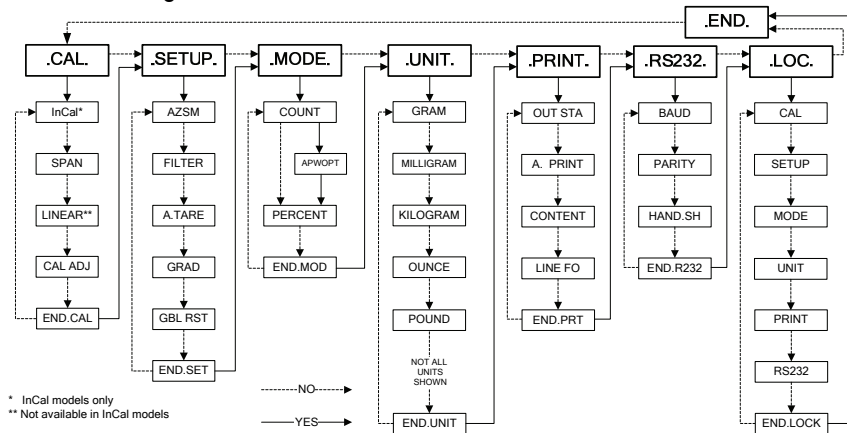 .END.
.CAL.
.SETUP.
.MODE.
.UNIT.
.PRINT.
.RS232.
.LOC.
InCal*
SPAN
LINEAR**
CAL ADJ
END.CAL
AZSM
FILTER
A.TARE
GRAD
GBL RST
END.SET
COUNT
APWOPT
PERCENT
END.MOD
GRAM
MILLIGRAM
KILOGRAM
OUNCE
POUND
NOT ALL
UNITS
SHOWN
END.UNIT
OUT STA
A. PRINT
CONTENT
LINE FO
END.PRT
BAUD
PARITY
HAND.SH
END.R232
CAL
SETUP
MODE
UNIT
PRINT
RS232
END.LOCK
NO
YES
* InCal models only
** Not available in InCal models